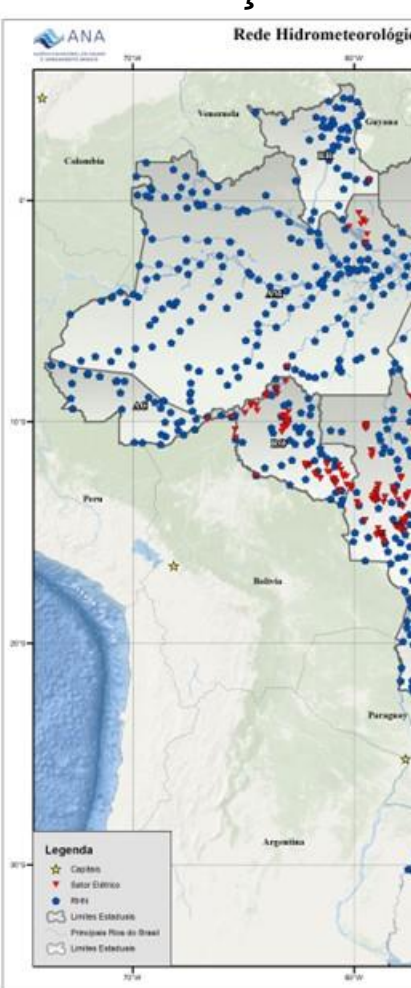 ANA
Rede Hidrometeorológic
70°W
60°W
Venezuela
Guyana
Colombia
RR
0°
AM
AC
10°S
RO
Peru
Bolivia
20°S
Paraguay
Argentina
Legenda
Capitais
Setor Elétrico
RHN
Limites Estaduais
Principais Rios do Brasil
Limites Estaduais
30°S
70°W
60°W